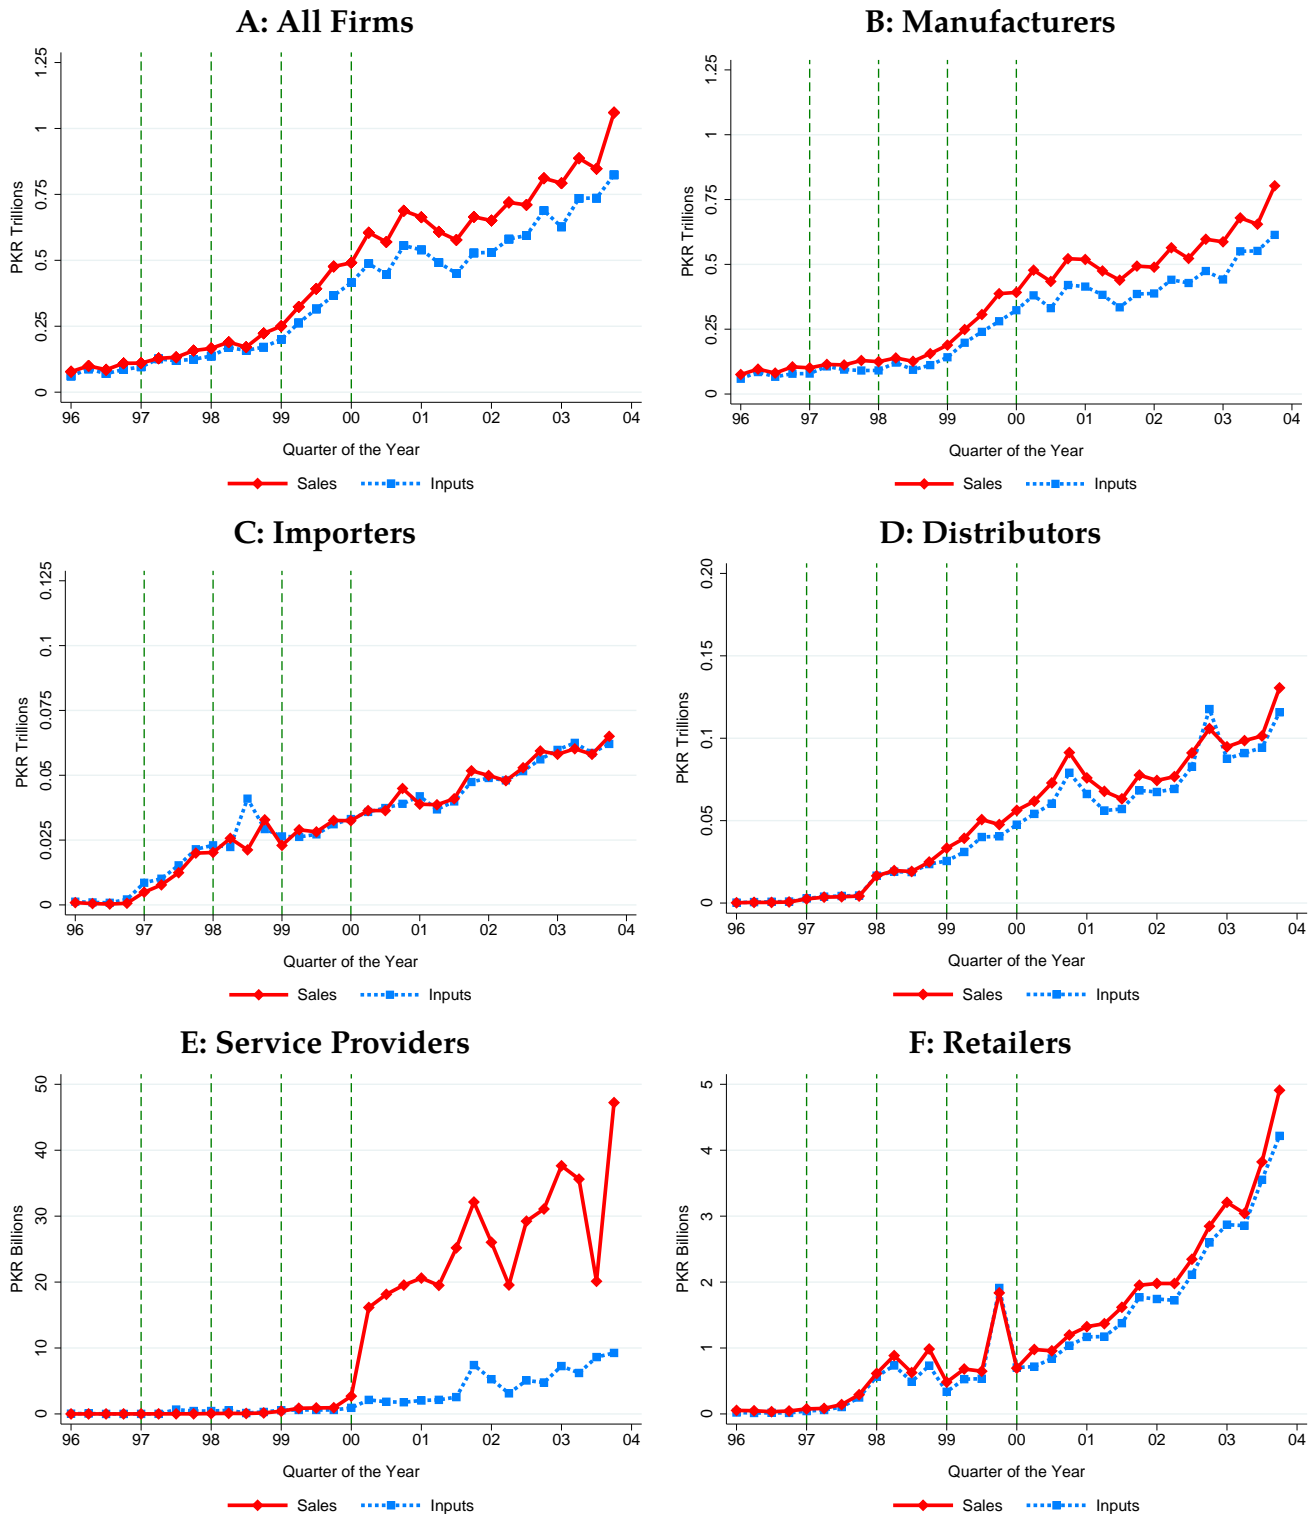 A: All Firms
PKR Trillions
0 0.25 0.5 0.75 1 1.25
96 97 98 99 00 01 02 03 04
Quarter of the Year
Sales Inputs
B: Manufacturers
PKR Trillions
0 0.25 0.5 0.75 1 1.25
96 97 98 99 00 01 02 03 04
Quarter of the Year
Sales Inputs
C: Importers
PKR Trillions
0 0.025 0.05 0.075 0.1 0.125
96 97 98 99 00 01 02 03 04
Quarter of the Year
Sales Inputs
D: Distributors
PKR Trillions
0 0.05 0.1 0.15 0.20
96 97 98 99 00 01 02 03 04
Quarter of the Year
Sales Inputs
E: Service Providers
PKR Billions
0 10 20 30 40 50
96 97 98 99 00 01 02 03 04
Quarter of the Year
Sales Inputs
F: Retailers
PKR Billions
0 1 2 3 4 5
96 97 98 99 00 01 02 03 04
Quarter of the Year
Sales Inputs